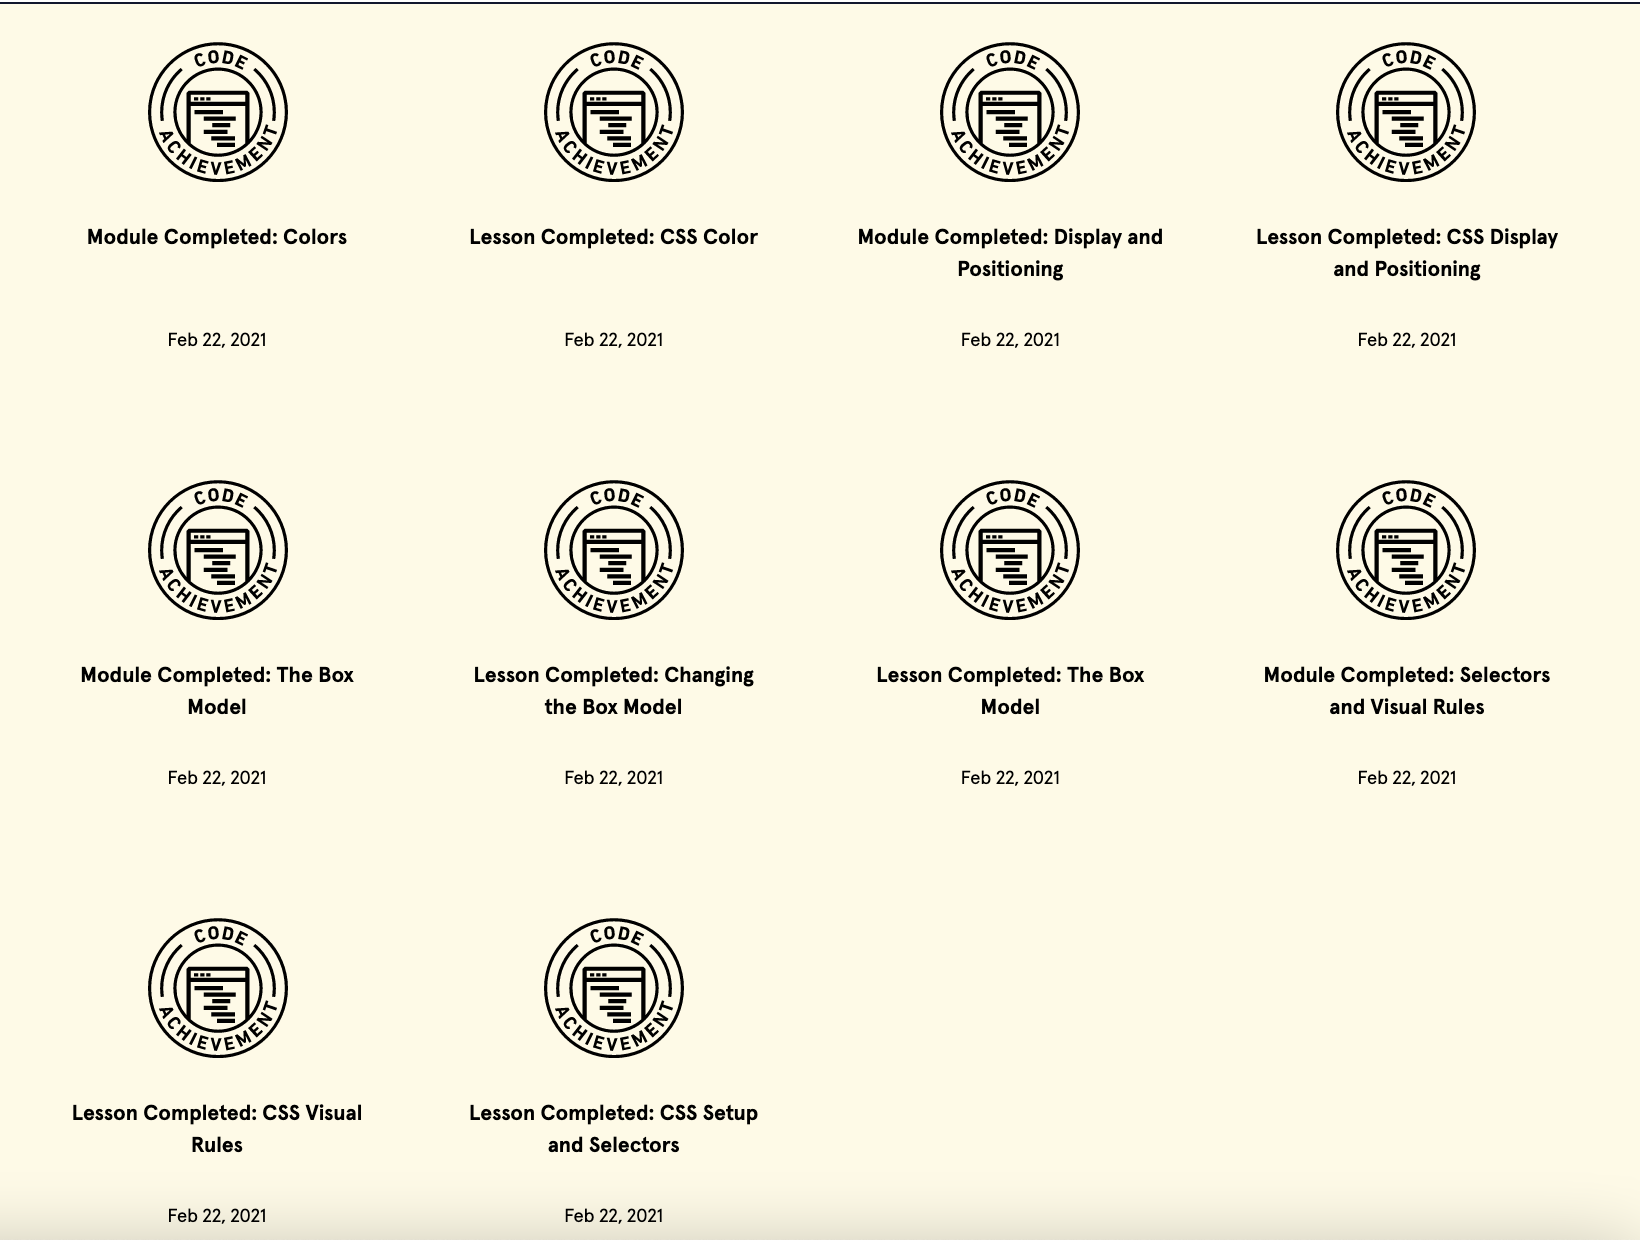 CODE
ACHIEVEMENT
CODE
ACHIEVEMENT
CODE
ACHIEVEMENT
CODE
ACHIEVEMENT
Module Completed: Colors
Lesson Completed: CSS Color
Module Completed: Display and
Positioning
Lesson Completed: CSS Display
and Positioning
Feb 22, 2021
Feb 22, 2021
Feb 22, 2021
Feb 22, 2021
CODE
ACHIEVEMENT
CODE
ACHIEVEMENT
CODE
ACHIEVEMENT
CODE
ACHIEVEMENT
Module Completed: The Box
Model
Lesson Completed: Changing
the Box Model
Lesson Completed: The Box
Model
Module Completed: Selectors
and Visual Rules
Feb 22, 2021
Feb 22, 2021
Feb 22, 2021
Feb 22, 2021
CODE
ACHIEVEMENT
CODE
ACHIEVEMENT
Lesson Completed: CSS Visual
Rules
Lesson Completed: CSS Setup
and Selectors
Feb 22, 2021
Feb 22, 2021